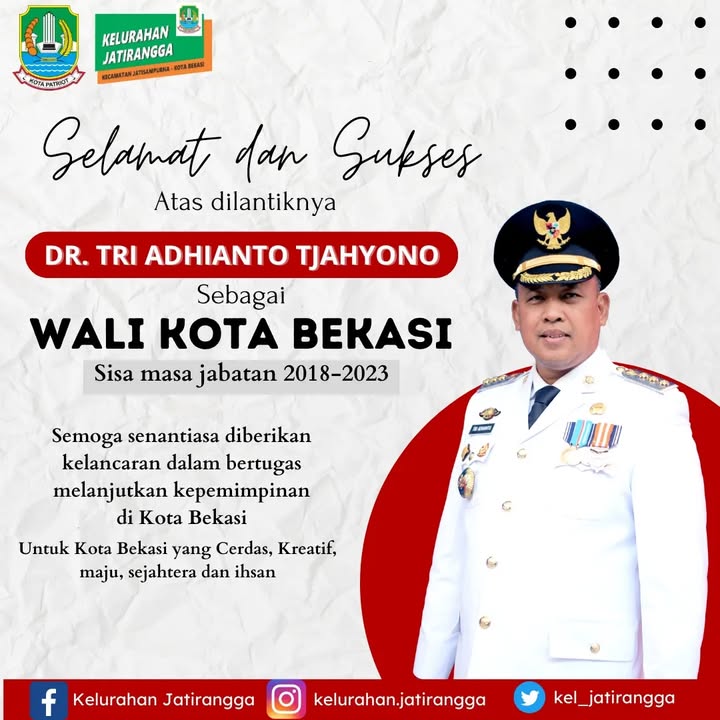 KOTA PATRIOT
KELURAHAN
JATIRANGGA
KECAMATAN JATISAMPURNA - KOTA BEKASI
Selamat dan Sukses
Atas dilantiknya
DR. TRI ADHIANTO TJAHYONO
Sebagai
WALI KOTA BEKASI
Sisa masa jabatan 2018-2023
Semoga senantiasa diberikan
kelancaran dalam bertugas
melanjutkan kepemimpinan
di Kota Bekasi
Untuk Kota Bekasi yang Cerdas, Kreatif,
maju, sejahtera dan ihsan
TRI ADHIANTO
Kelurahan Jatirangga
kelurahan.jatirangga
kel_jatirangga